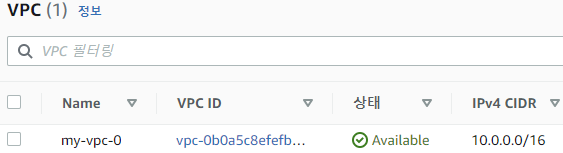 VPC (1) 정보
VPC 필터링
Name VPC ID 상태 IPv4 CIDR
my-vpc-0 vpc-0b0a5c8efefb... Available 10.0.0.0/16